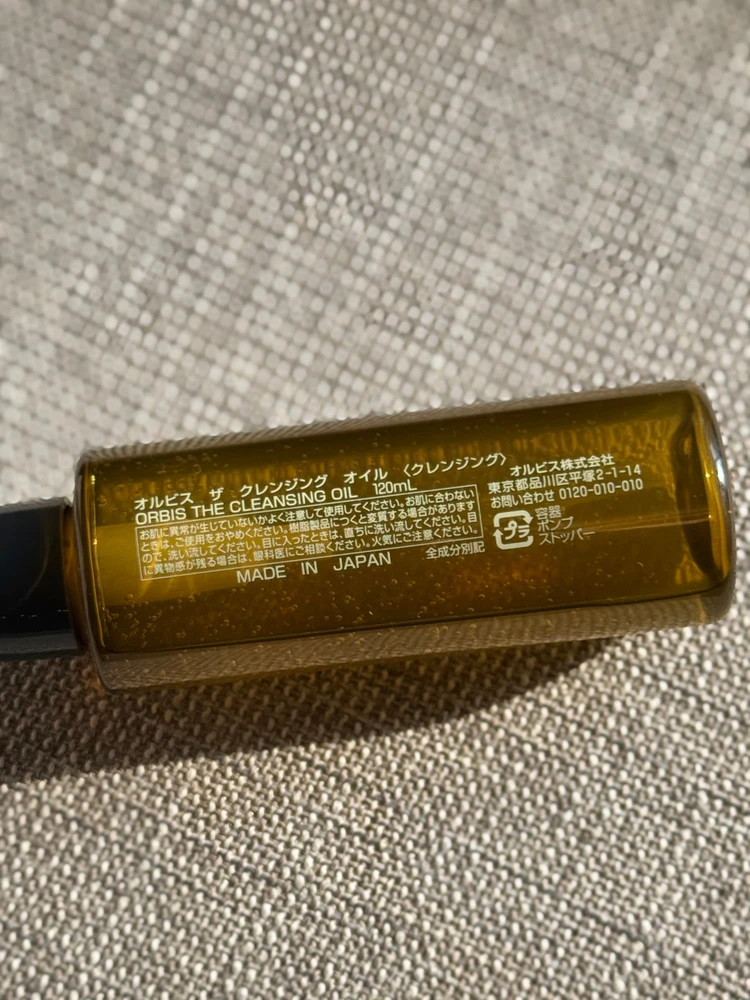 オルビス ザ クレンジング オイル 〈クレンジング〉
ORBIS THE CLEANSING OIL 120mL
お肌に異常が生じていないかよく注意して使用してください。お肌に合わない
ときは、ご使用をおやめください。樹脂製品につくと変質する場合があります
ので、洗い流してください。目に入ったときは、直ちに洗い流してください。目
に異物感が残る場合は、眼科医にご相談ください。火気にご注意ください。
MADE IN JAPAN
全成分別記
オルビス株式会社
東京都品川区平塚2-1-14
お問い合わせ 0120-010-010
プラ
容器
ポンプ
ストッパー